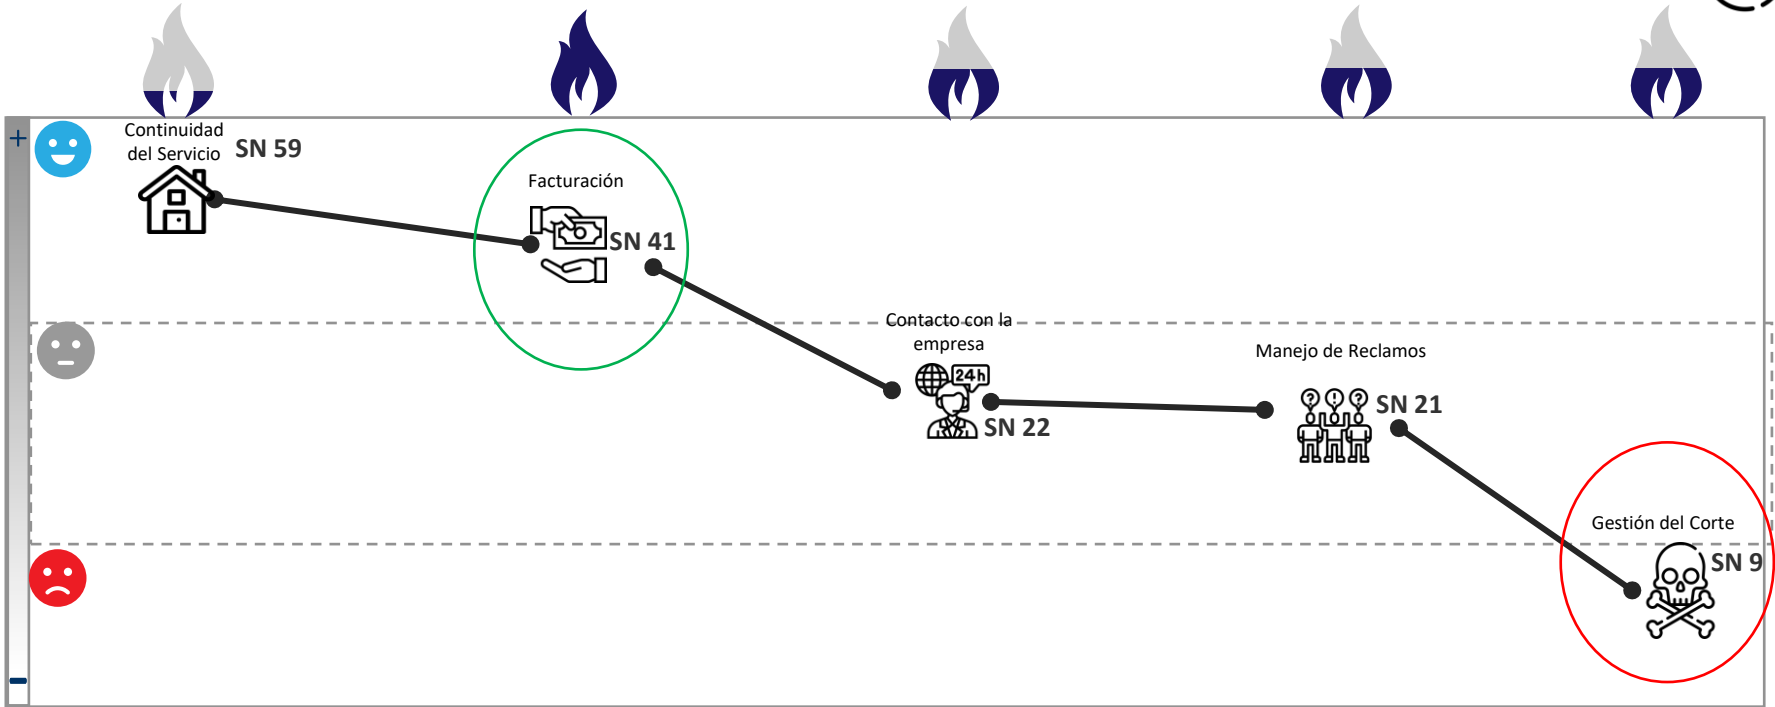 +
Continuidad
del Servicio
SN 59
Facturación
SN 41
Contacto con la
empresa
24h
SN 22
Manejo de Reclamos
? ! ?
SN 21
Gestión del Corte
SN 9